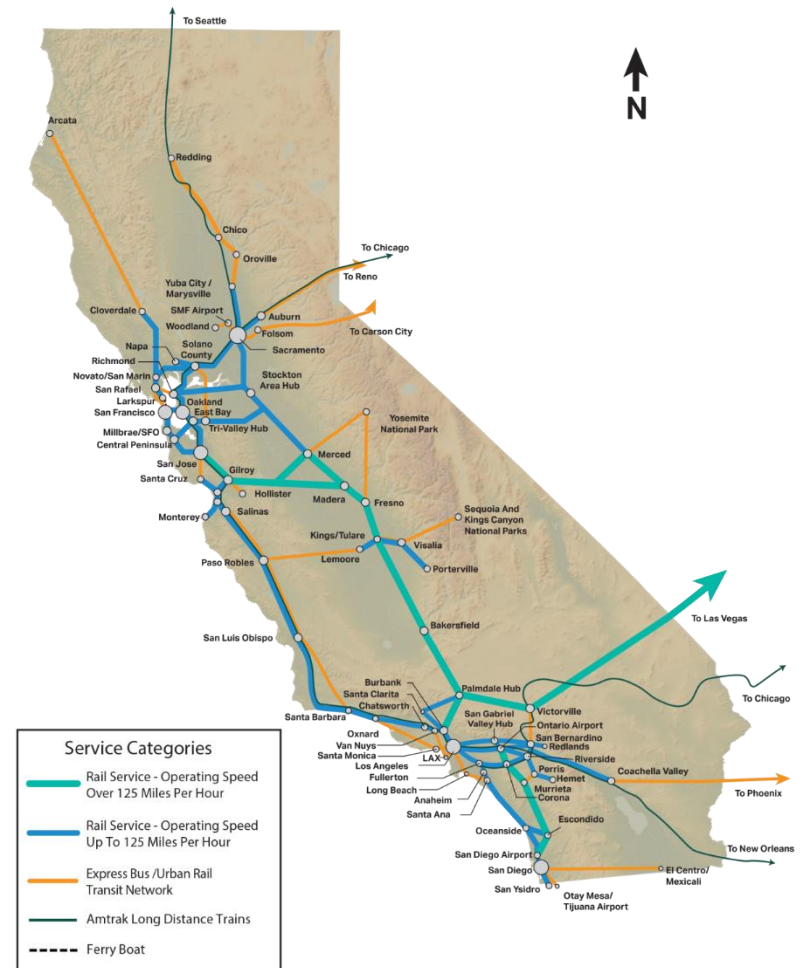 To Seattle
N
Arcata
Redding
Chico
Oroville
To Chicago
To Reno
Yuba City /
Marysville
SMF Airport
Auburn
Cloverdale
Woodland
Folsom
To Carson City
Napa
Solano
County
Sacramento
Richmond
Novato/San Marin
Stockton
Area Hub
San Rafael
Larkspur
Oakland
San Francisco
East Bay
Yosemite
National Park
Millbrae/SFO
Tri-Valley Hub
Central Peninsula
Merced
San Jose
Gilroy
Santa Cruz
Hollister
Madera
Fresno
Monterey
Salinas
Sequoia And
Kings Canyon
National Parks
Kings/Tulare
Visalia
Lemoore
Paso Robles
Porterville
To Las Vegas
Bakersfield
San Luis Obispo
Burbank
Palmdale Hub
To Chicago
Santa Clarita
Chatsworth
San Gabriel
Valley Hub
Victorville
Santa Barbara
Ontario Airport
Oxnard
San Bernardino
Van Nuys
Redlands
Santa Monica
LAX
Riverside
Los Angeles
Perris
Coachella Valley
Fullerton
Hemet
Long Beach
Murrieta
To Phoenix
Anaheim
Corona
Santa Ana
Oceanside
Escondido
San Diego Airport
To New Orleans
San Diego
El Centro/
Mexicali
San Ysidro
Otay Mesa/
Tijuana Airport
Service Categories
Rail Service - Operating Speed
Over 125 Miles Per Hour
Rail Service - Operating Speed
Up To 125 Miles Per Hour
Express Bus /Urban Rail
Transit Network
Amtrak Long Distance Trains
Ferry Boat